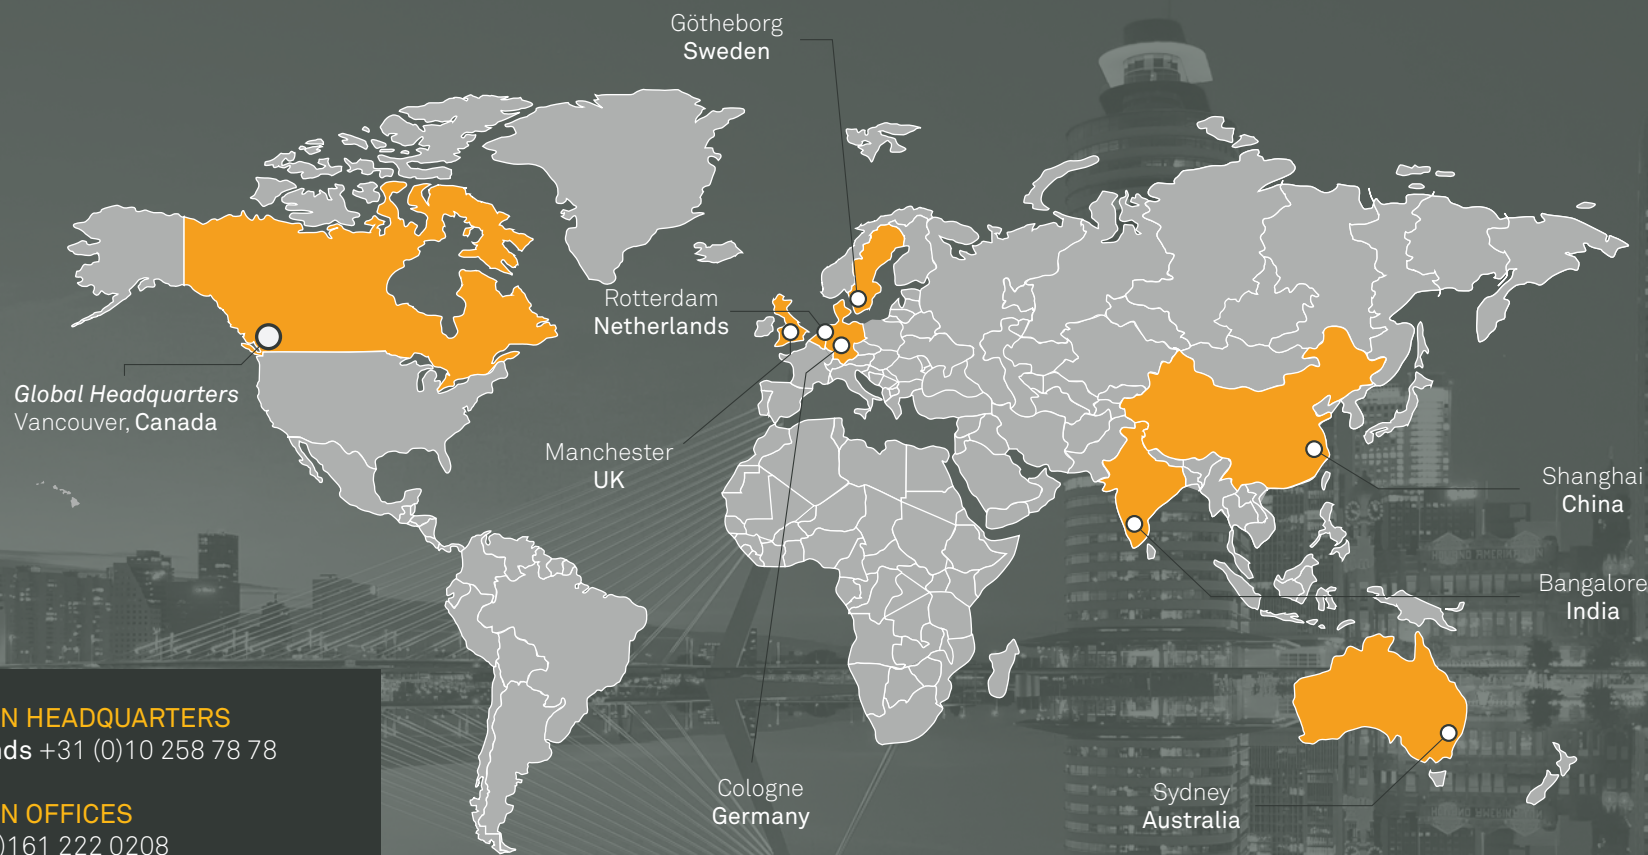 Götheborg
Sweden
Rotterdam
Netherlands
Global Headquarters
Vancouver, Canada
Manchester
UK
Shanghai
China
Bangalore
India
Cologne
Germany
Sydney
Australia
N HEADQUARTERS
nds +31 (0)10 258 78 78
N OFFICES
)161 222 0208